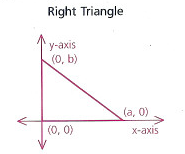 Right Triangle
y-axis
(0, b)
(a, 0)
(0, 0)
x-axis